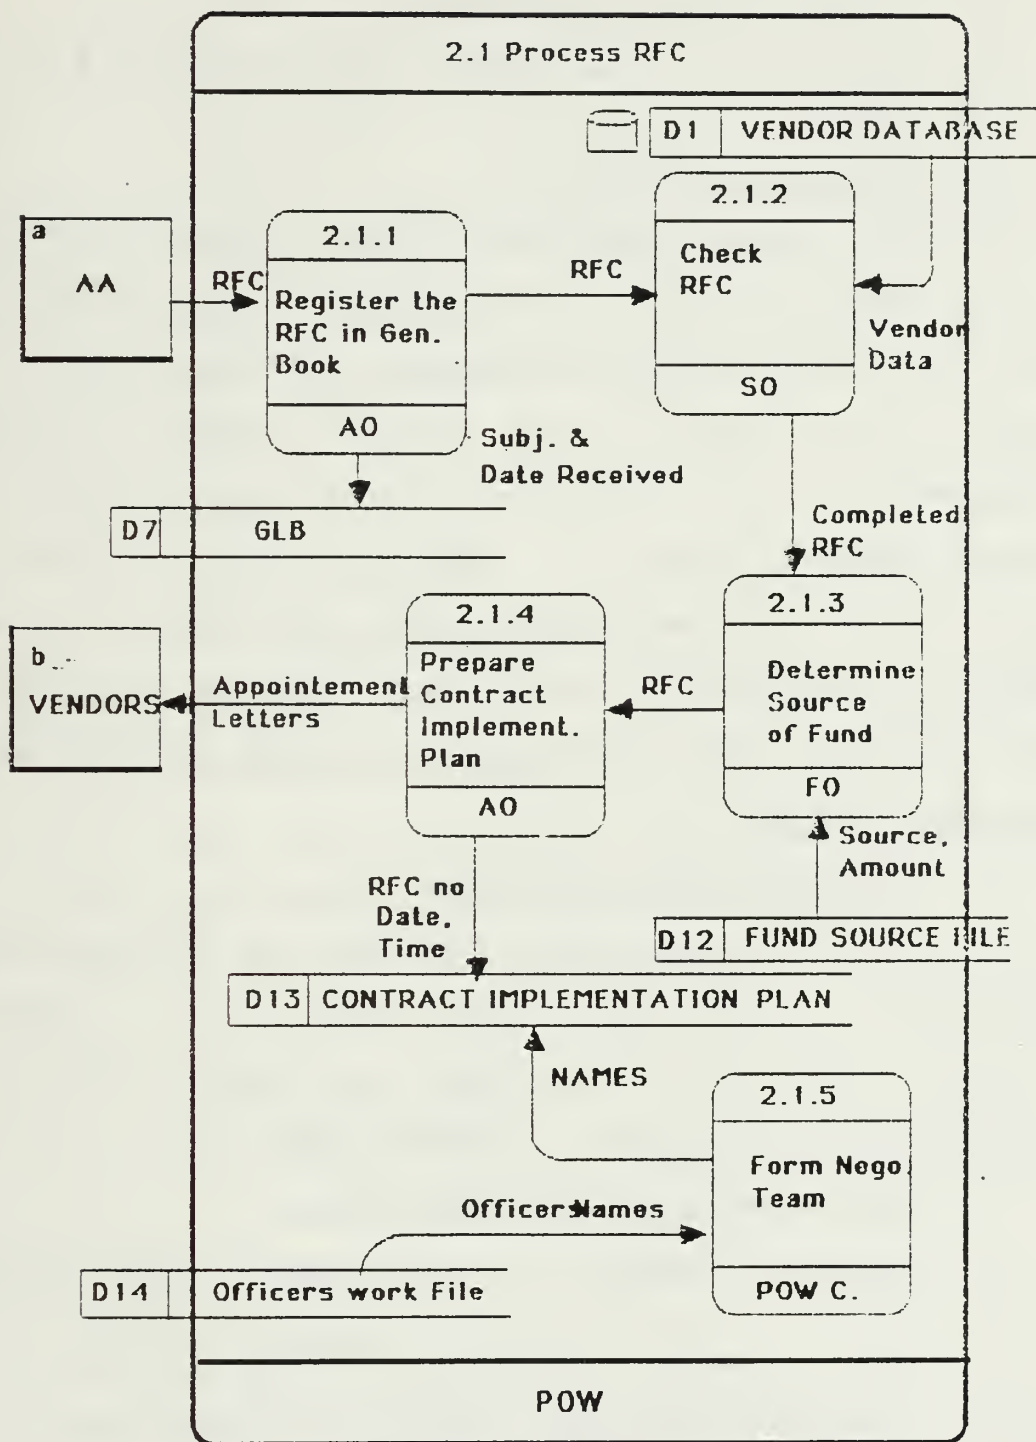 2.1 Process RFC
D1 VENDOR DATABASE
a
AA
RFC
2.1.1
Register the
RFC in Gen.
Book
AO
RFC
2.1.2
Check
RFC
SO
Vendor
Data
Subj. &
Date Received
D7 GLB
Completed
RFC
2.1.3
Determine
Source
of Fund
FO
RFC
2.1.4
Prepare
Contract
Implement.
Plan
AO
Appointement
Letters
b
VENDORS
Source,
Amount
D12 FUND SOURCE FILE
RFC no
Date,
Time
D13 CONTRACT IMPLEMENTATION PLAN
NAMES
2.1.5
Form Nego
Team
POW C.
Officers Names
D14 Officers work File
POW